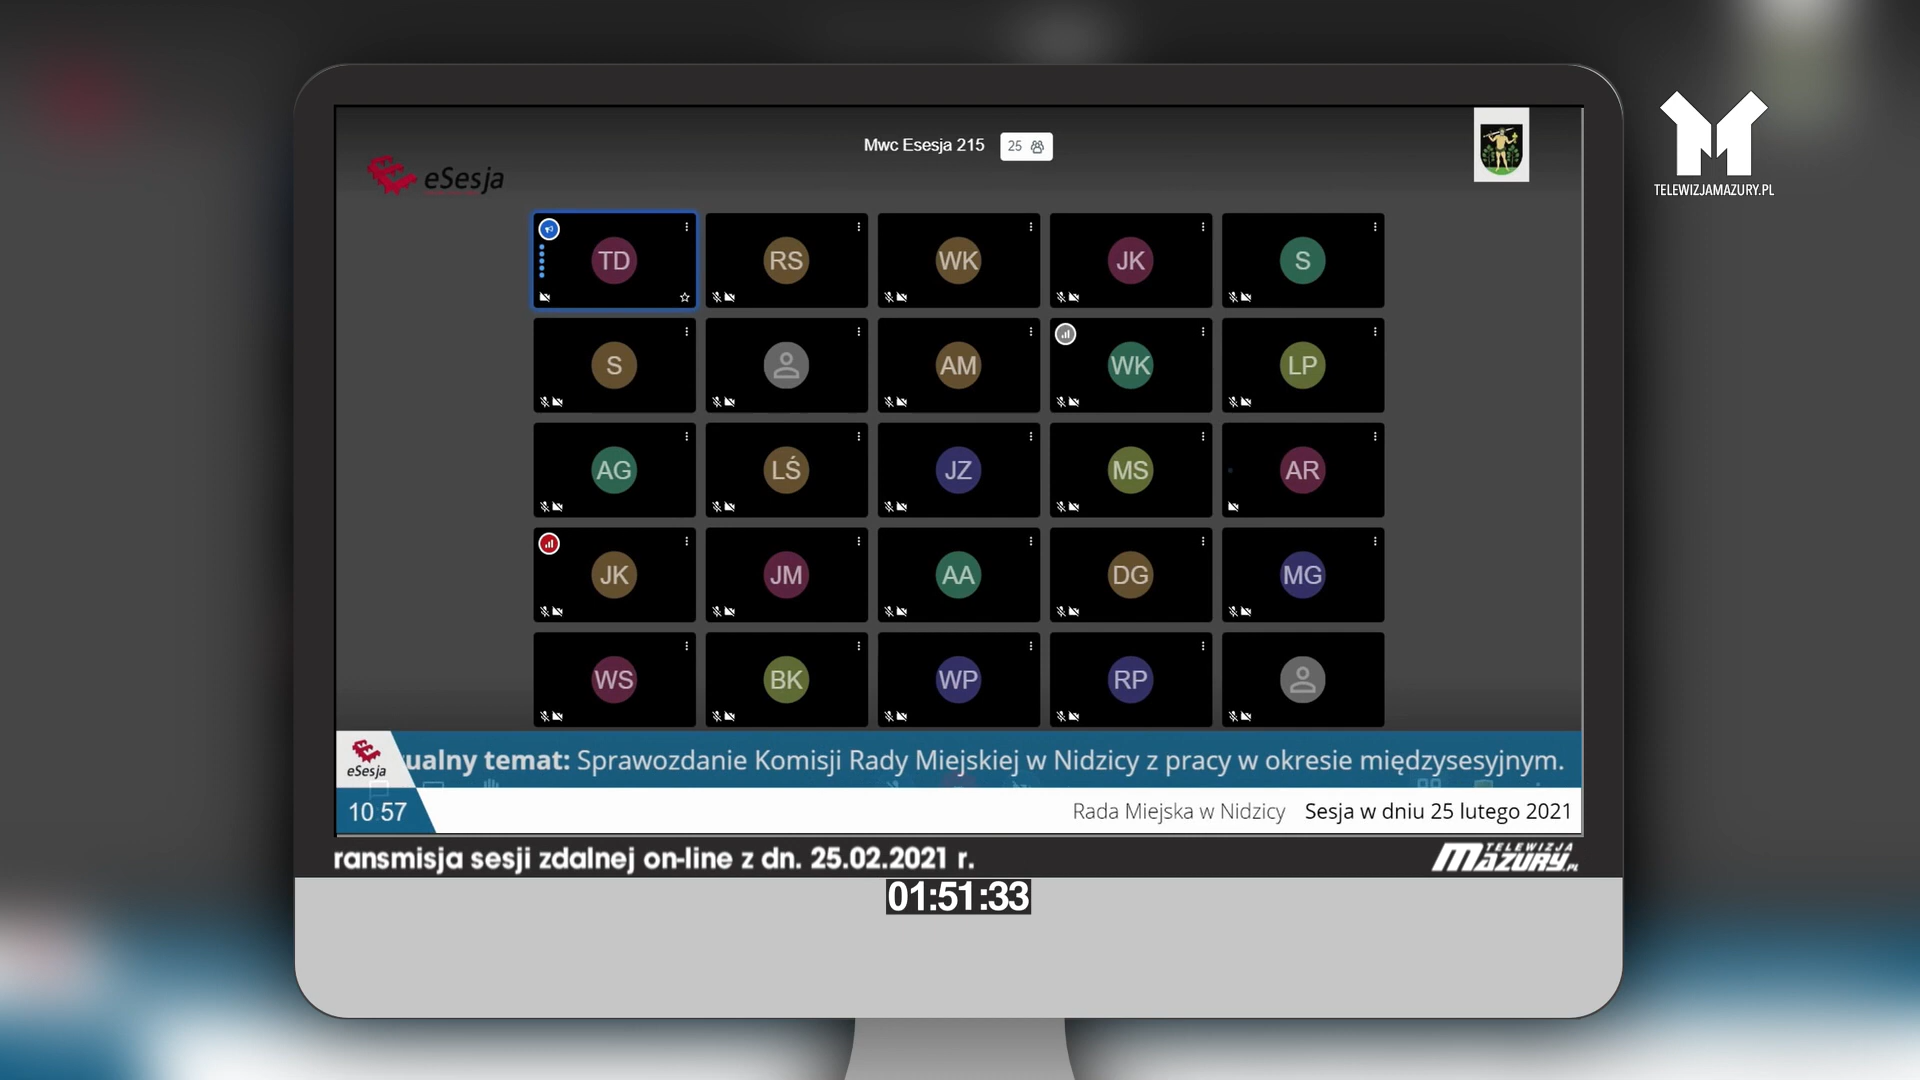 Mwc Esesja 215 25
eSesja
TELEWIZJAMAZURY.PL
TD RS WK JK S
S AM WK LP
AG LŚ JZ MS AR
JK JM AA DG MG
WS BK WP RP
eSesja
ualny temat: Sprawozdanie Komisji Rady Miejskiej w Nidzicy z pracy w okresie międzysesyjnym.
10 57
Rada Miejska w Nidzicy Sesja w dniu 25 lutego 2021
ransmisja sesji zdalnej on-line z dn. 25.02.2021 r.
TELEWIZJA
MAZURY.PL
01:51:33